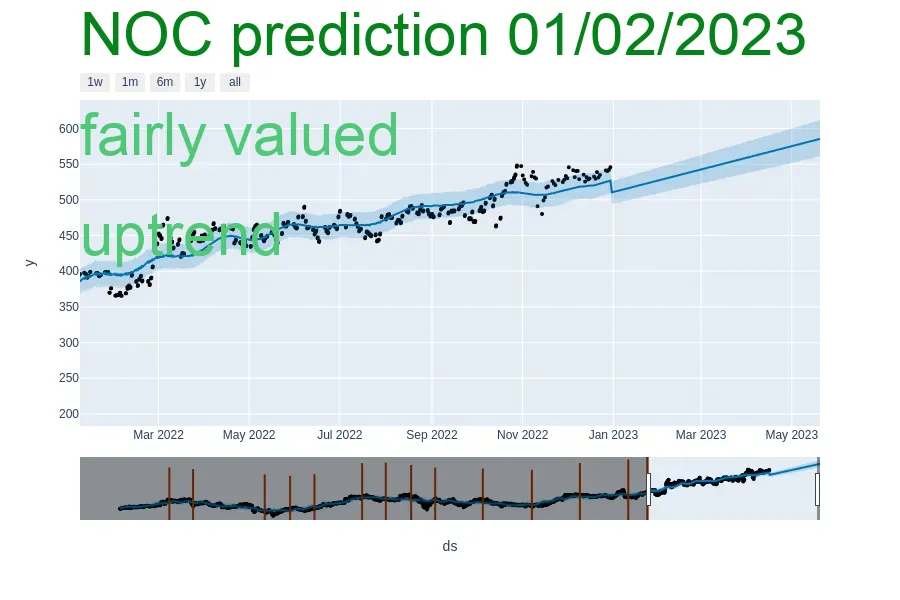 NOC prediction 01/02/2023
1w 1m 6m 1y all
fairly valued
uptrend
600
550
500
450
400
350
300
250
200
y
Mar 2022 May 2022 Jul 2022 Sep 2022 Nov 2022 Jan 2023 Mar 2023 May 2023
ds